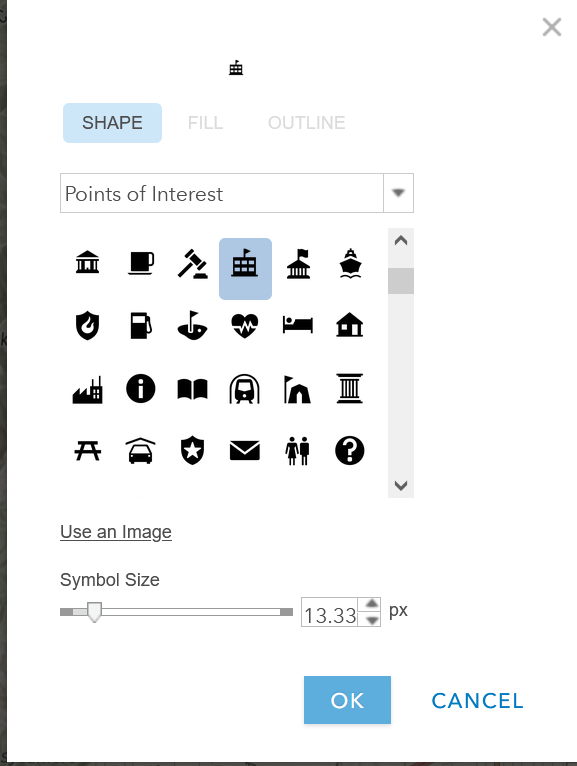 SHAPE FILL OUTLINE
Points of Interest
Use an Image
Symbol Size
13.33 px
OK CANCEL